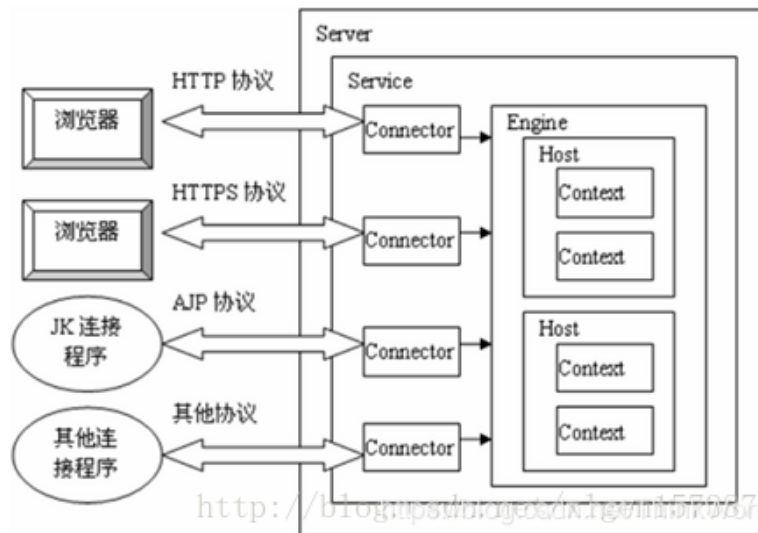 Server
HTTP 协议
Service
浏览器
Connector
Engine
Host
Context
HTTPS 协议
浏览器
Connector
Context
AJP 协议
JK 连接
程序
Connector
Host
Context
其他协议
其他连
接程序
Connector
Context